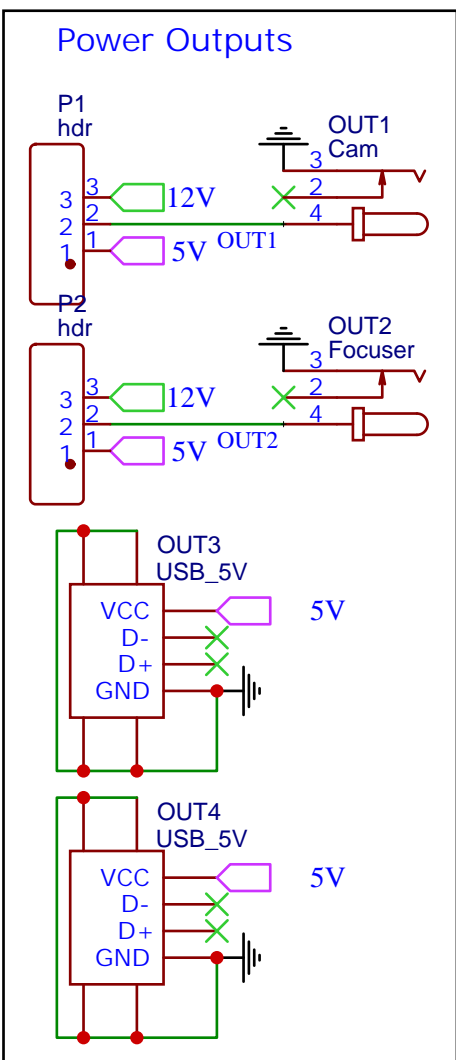 Power Outputs
P1
hdr
OUT1
Cam
3
3 3 12V
2
2 2 OUT1 4
1 1 5V
P2
hdr
OUT2
Focuser
3
3 3 12V
2
2 2 OUT2 4
1 1 5V
OUT3
USB_5V
VCC 5V
D-
D+
GND
OUT4
USB_5V
VCC 5V
D-
D+
GND